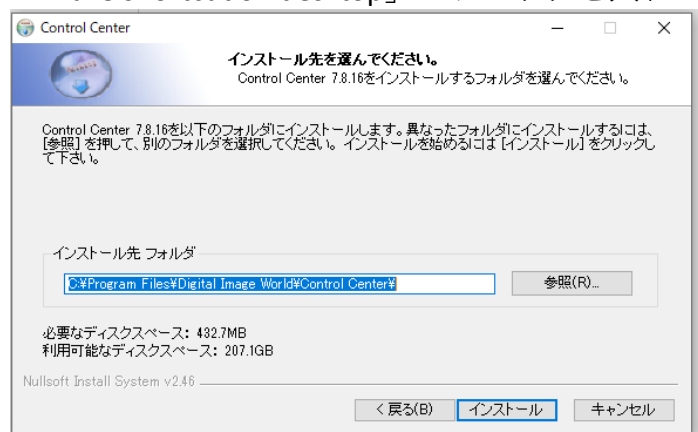 Control Center
インストール先を選んでください。
Control Center 7.8.16をインストールするフォルダを選んでください。
Control Center 7.8.16を以下のフォルダにインストールします。異なったフォルダにインストールするには、
[参照] を押して、別のフォルダを選択してください。 インストールを始めるには [インストール] をクリックし
て下さい。
インストール先 フォルダ
C:¥Program Files¥Digital Image World¥Control Center¥
参照(R)...
必要なディスクスペース: 432.7MB
利用可能なディスクスペース: 207.1GB
Nullsoft Install System v2.46
< 戻る(B)
インストール
キャンセル